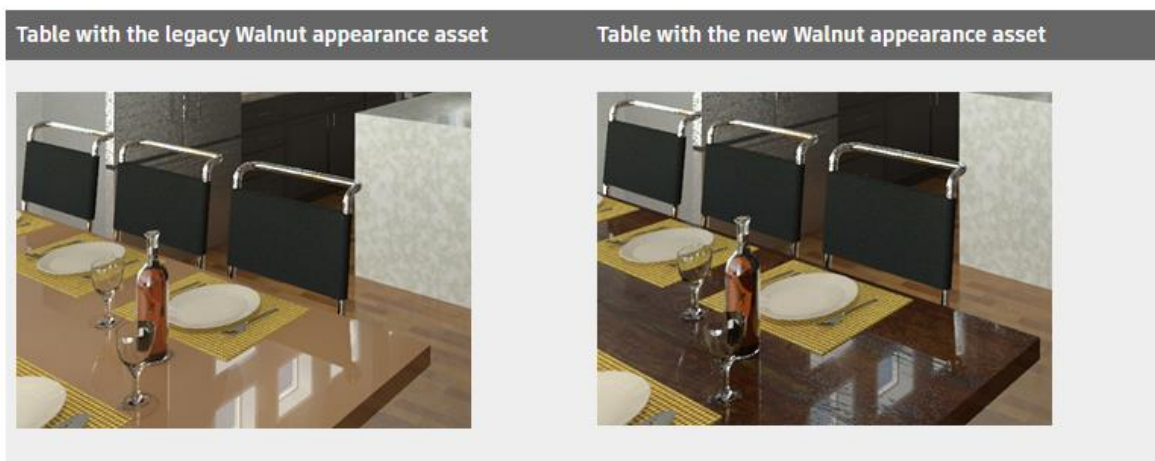 Table with the legacy Walnut appearance asset
Table with the new Walnut appearance asset